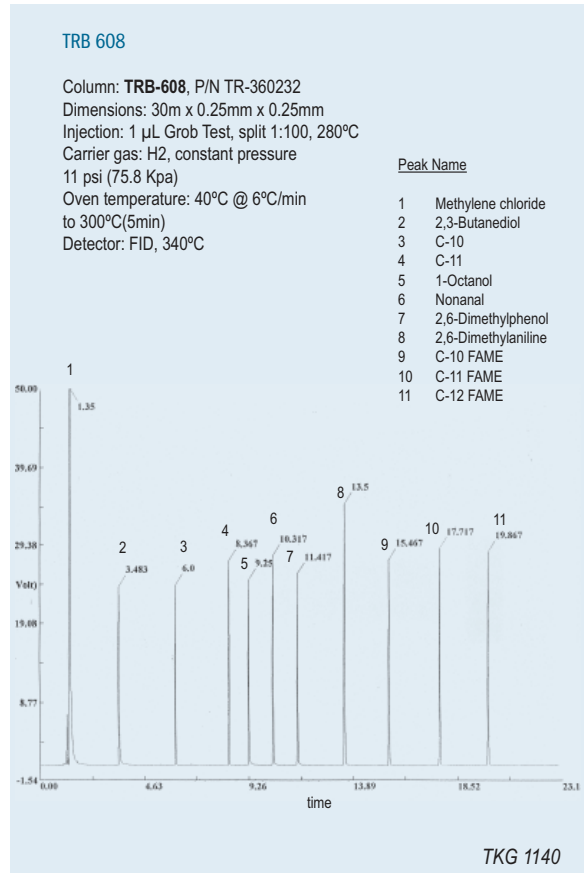 TRB 608
Column: TRB-608, P/N TR-360232
Dimensions: 30m x 0.25mm x 0.25mm
Injection: 1 µL Grob Test, split 1:100, 280ºC
Carrier gas: H2, constant pressure
11 psi (75.8 Kpa)
Oven temperature: 40ºC @ 6ºC/min
to 300ºC(5min)
Detector: FID, 340ºC
Peak Name
1 Methylene chloride
2 2,3-Butanediol
3 C-10
4 C-11
5 1-Octanol
6 Nonanal
7 2,6-Dimethylphenol
8 2,6-Dimethylaniline
9 C-10 FAME
10 C-11 FAME
11 C-12 FAME
1
50.00
1.35
39.69
8 13.5
6
11
4 10.317
10 17.717
29.38
8.367
9 15.467
19.867
2
3
5 9.25
7 11.417
3.483
6.0
Volt)
19.08
8.77
-1.54
0.00 4.63 9.26 13.89 18.52 23.1
time
TKG 1140